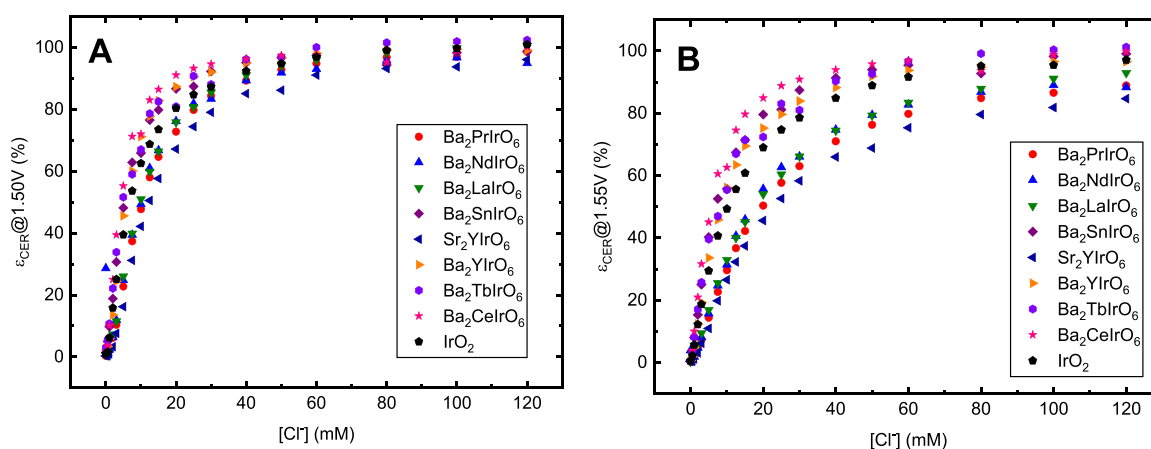 A
ε_CER@1.50V (%)
100
80
60
40
20
0
0 20 40 60 80 100 120
[Cl⁻] (mM)
Ba₂PrIrO₆
Ba₂NdIrO₆
Ba₂LaIrO₆
Ba₂SnIrO₆
Sr₂YIrO₆
Ba₂YIrO₆
Ba₂TbIrO₆
Ba₂CeIrO₆
IrO₂
B
ε_CER@1.55V (%)
100
80
60
40
20
0
0 20 40 60 80 100 120
[Cl⁻] (mM)
Ba₂PrIrO₆
Ba₂NdIrO₆
Ba₂LaIrO₆
Ba₂SnIrO₆
Sr₂YIrO₆
Ba₂YIrO₆
Ba₂TbIrO₆
Ba₂CeIrO₆
IrO₂